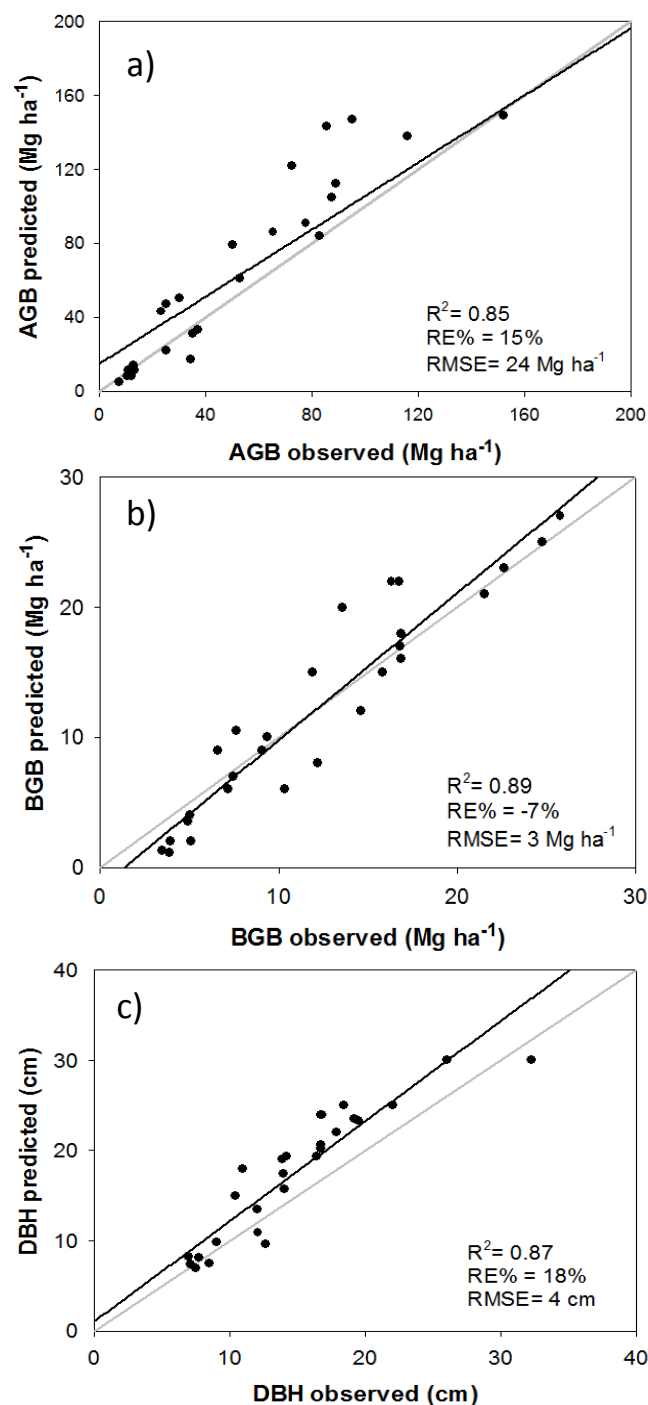 a)
200
160
120
80
40
0
AGB predicted (Mg ha⁻¹)
R²= 0.85
RE% = 15%
RMSE= 24 Mg ha⁻¹
0 40 80 120 160 200
AGB observed (Mg ha⁻¹)
b)
30
20
10
0
BGB predicted (Mg ha⁻¹)
R²= 0.89
RE% = -7%
RMSE= 3 Mg ha⁻¹
0 10 20 30
BGB observed (Mg ha⁻¹)
c)
40
30
20
10
0
DBH predicted (cm)
R²= 0.87
RE% = 18%
RMSE= 4 cm
0 10 20 30 40
DBH observed (cm)